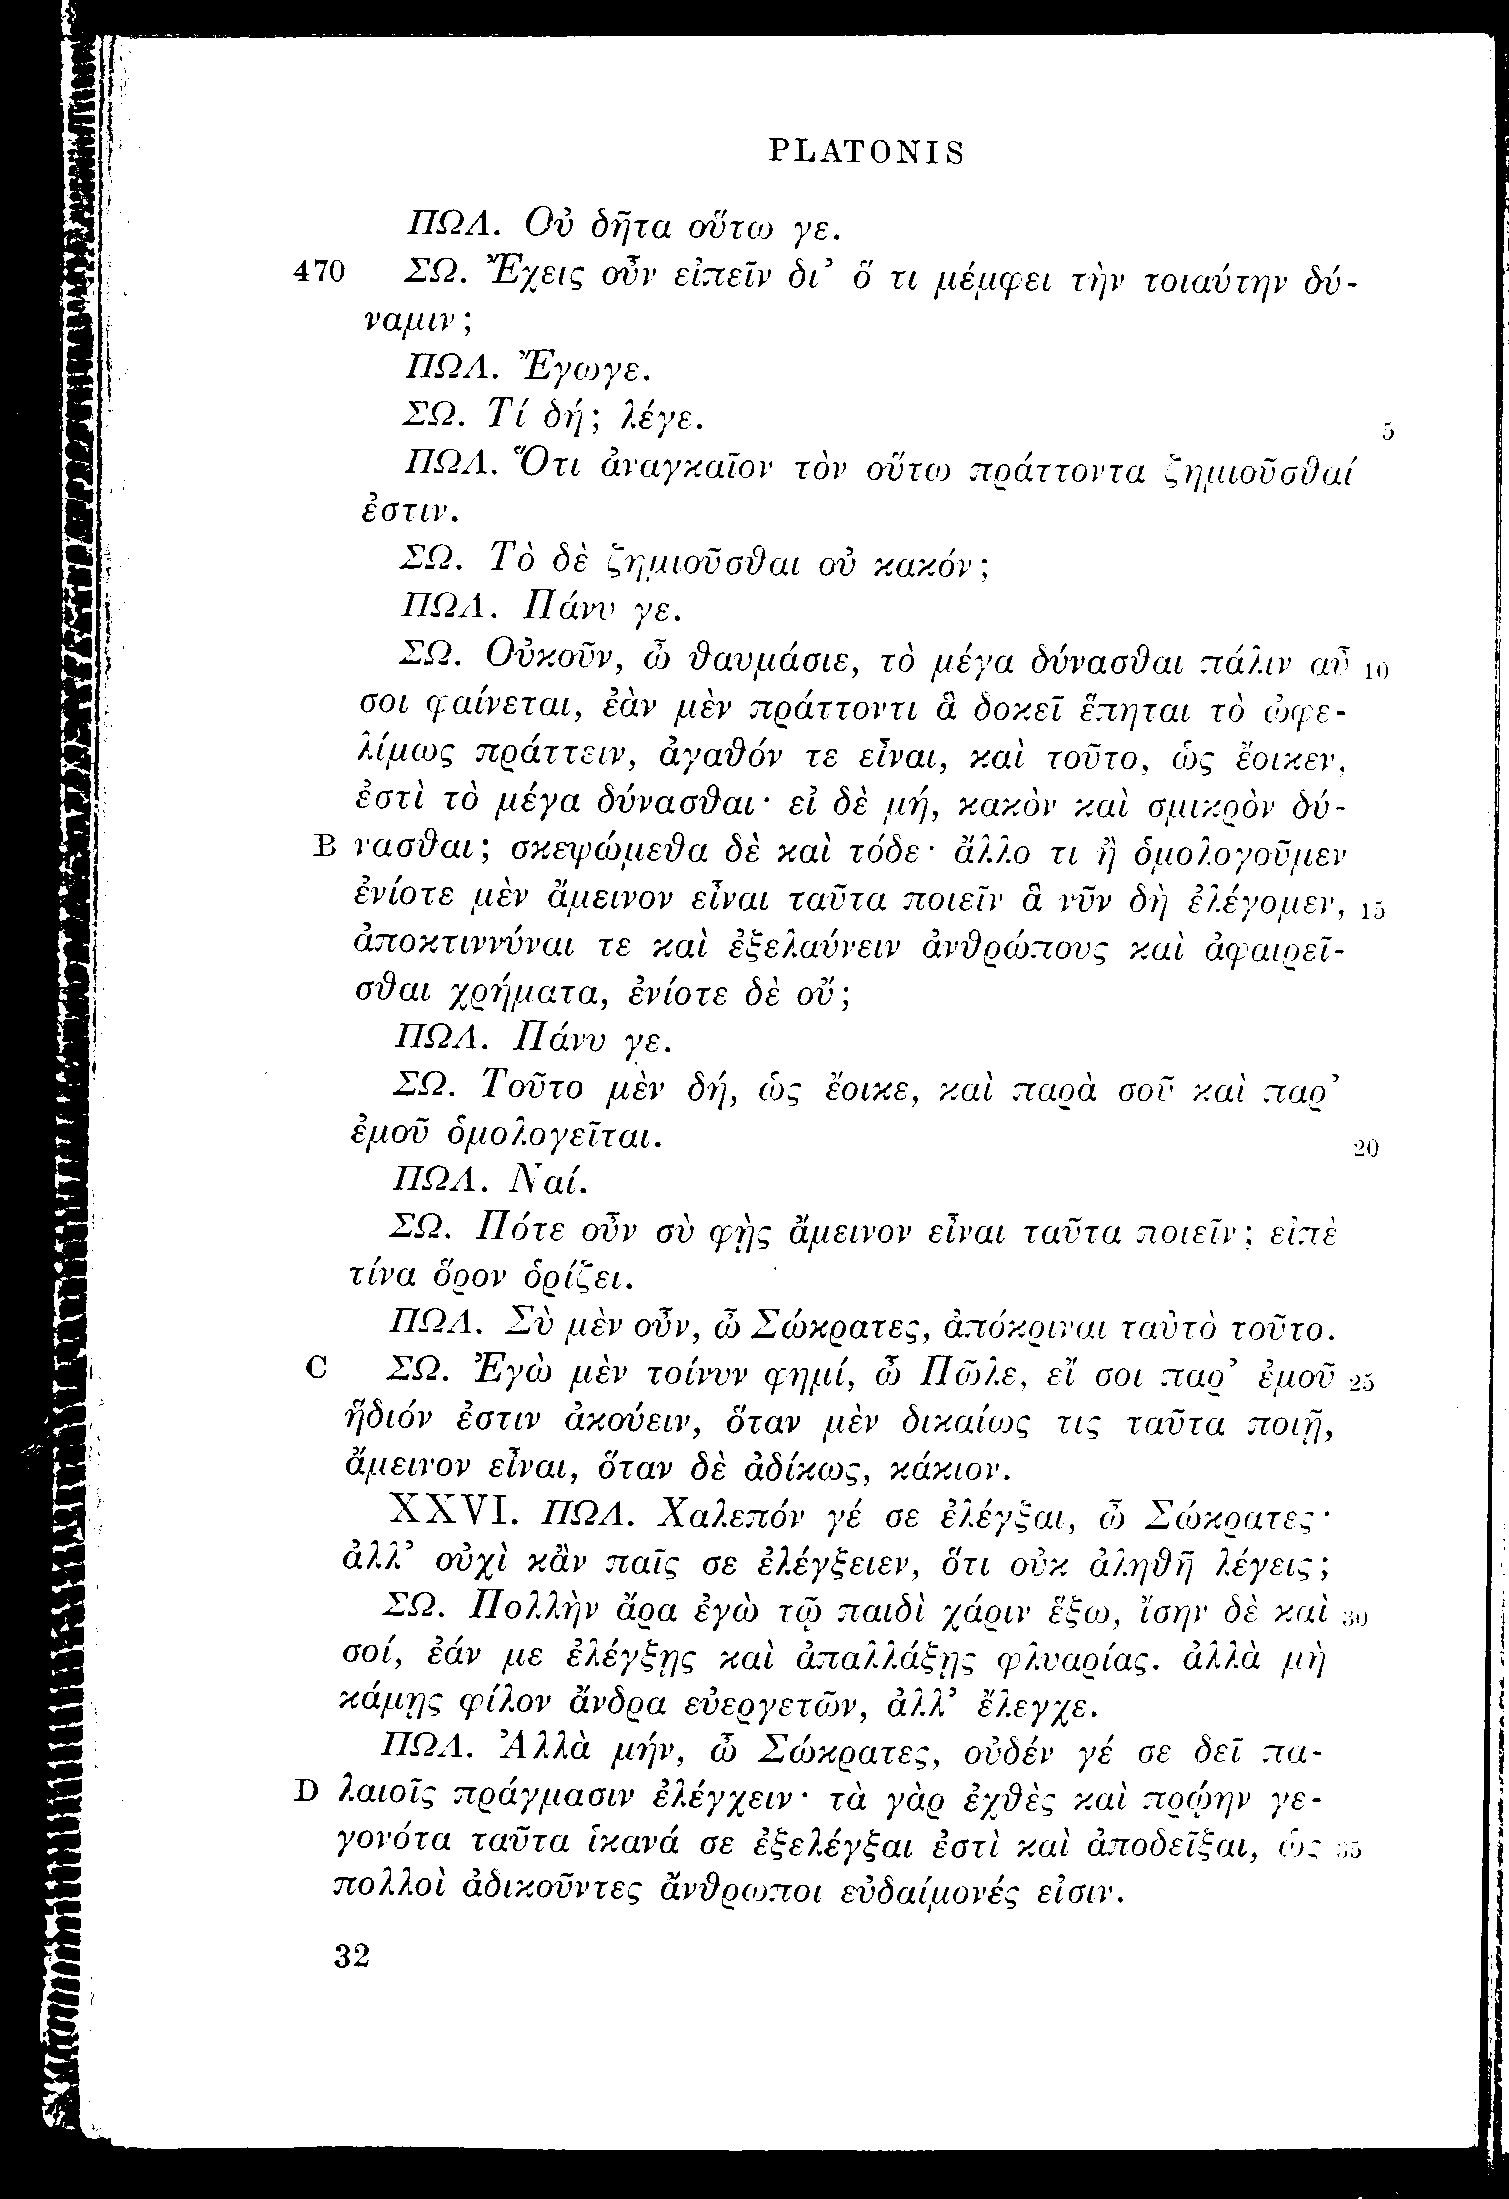 PLATONIS
ΠΩΛ. Οὐ δῆτα οὕτω γε.
470 ΣΩ. Ἔχεις οὖν εἰπεῖν δι’ ὅ τι μέμφει τὴν τοιαύτην δύ-
ναμιν;
ΠΩΛ. Ἔγωγε.
ΣΩ. Τί δή; λέγε. 5
ΠΩΛ. Ὅτι ἀναγκαῖον τὸν οὕτω πράττοντα ζημιοῦσθαί
ἐστιν.
ΣΩ. Τὸ δὲ ζημιοῦσθαι οὐ κακόν;
ΠΩΛ. Πάνυ γε.
ΣΩ. Οὐκοῦν, ὦ θαυμάσιε, τὸ μέγα δύνασθαι πάλιν αὖ 10
σοι φαίνεται, ἐὰν μὲν πράττοντι ἃ δοκεῖ ἕπηται τὸ ὠφε-
λίμως πράττειν, ἀγαθόν τε εἶναι, καὶ τοῦτο, ὡς ἔοικεν,
ἐστὶ τὸ μέγα δύνασθαι· εἰ δὲ μή, κακὸν καὶ σμικρὸν δύ-
B νασθαι; σκεψώμεθα δὲ καὶ τόδε· ἄλλο τι ἢ ὁμολογοῦμεν
ἐνίοτε μὲν ἄμεινον εἶναι ταῦτα ποιεῖν ἃ νῦν δὴ ἐλέγομεν, 15
ἀποκτιννύναι τε καὶ ἐξελαύνειν ἀνθρώπους καὶ ἀφαιρεῖ-
σθαι χρήματα, ἐνίοτε δὲ οὔ;
ΠΩΛ. Πάνυ γε.
ΣΩ. Τοῦτο μὲν δή, ὡς ἔοικε, καὶ παρὰ σοῦ καὶ παρ’
ἐμοῦ ὁμολογεῖται. 20
ΠΩΛ. Ναί.
ΣΩ. Πότε οὖν σὺ φῂς ἄμεινον εἶναι ταῦτα ποιεῖν; εἰπὲ
τίνα ὅρον ὁρίζει.
ΠΩΛ. Σὺ μὲν οὖν, ὦ Σώκρατες, ἀπόκριναι ταὐτὸ τοῦτο.
C ΣΩ. Ἐγὼ μὲν τοίνυν φημί, ὦ Πῶλε, εἴ σοι παρ’ ἐμοῦ 25
ἥδιόν ἐστιν ἀκούειν, ὅταν μὲν δικαίως τις ταῦτα ποιῇ,
ἄμεινον εἶναι, ὅταν δὲ ἀδίκως, κάκιον.
XXVI. ΠΩΛ. Χαλεπόν γέ σε ἐλέγξαι, ὦ Σώκρατες·
ἀλλ’ οὐχὶ κἂν παῖς σε ἐλέγξειεν, ὅτι οὐκ ἀληθῆ λέγεις;
ΣΩ. Πολλὴν ἄρα ἐγὼ τῷ παιδὶ χάριν ἕξω, ἴσην δὲ καὶ 30
σοί, ἐάν με ἐλέγξῃς καὶ ἀπαλλάξῃς φλυαρίας. ἀλλὰ μὴ
κάμῃς φίλον ἄνδρα εὐεργετῶν, ἀλλ’ ἔλεγχε.
ΠΩΛ. Ἀλλὰ μήν, ὦ Σώκρατες, οὐδέν γέ σε δεῖ πα-
D λαιοῖς πράγμασιν ἐλέγχειν· τὰ γὰρ ἐχθὲς καὶ πρῴην γε-
γονότα ταῦτα ἱκανά σε ἐξελέγξαι ἐστὶ καὶ ἀποδεῖξαι, ὡς 35
πολλοὶ ἀδικοῦντες ἄνθρωποι εὐδαίμονές εἰσιν.
32